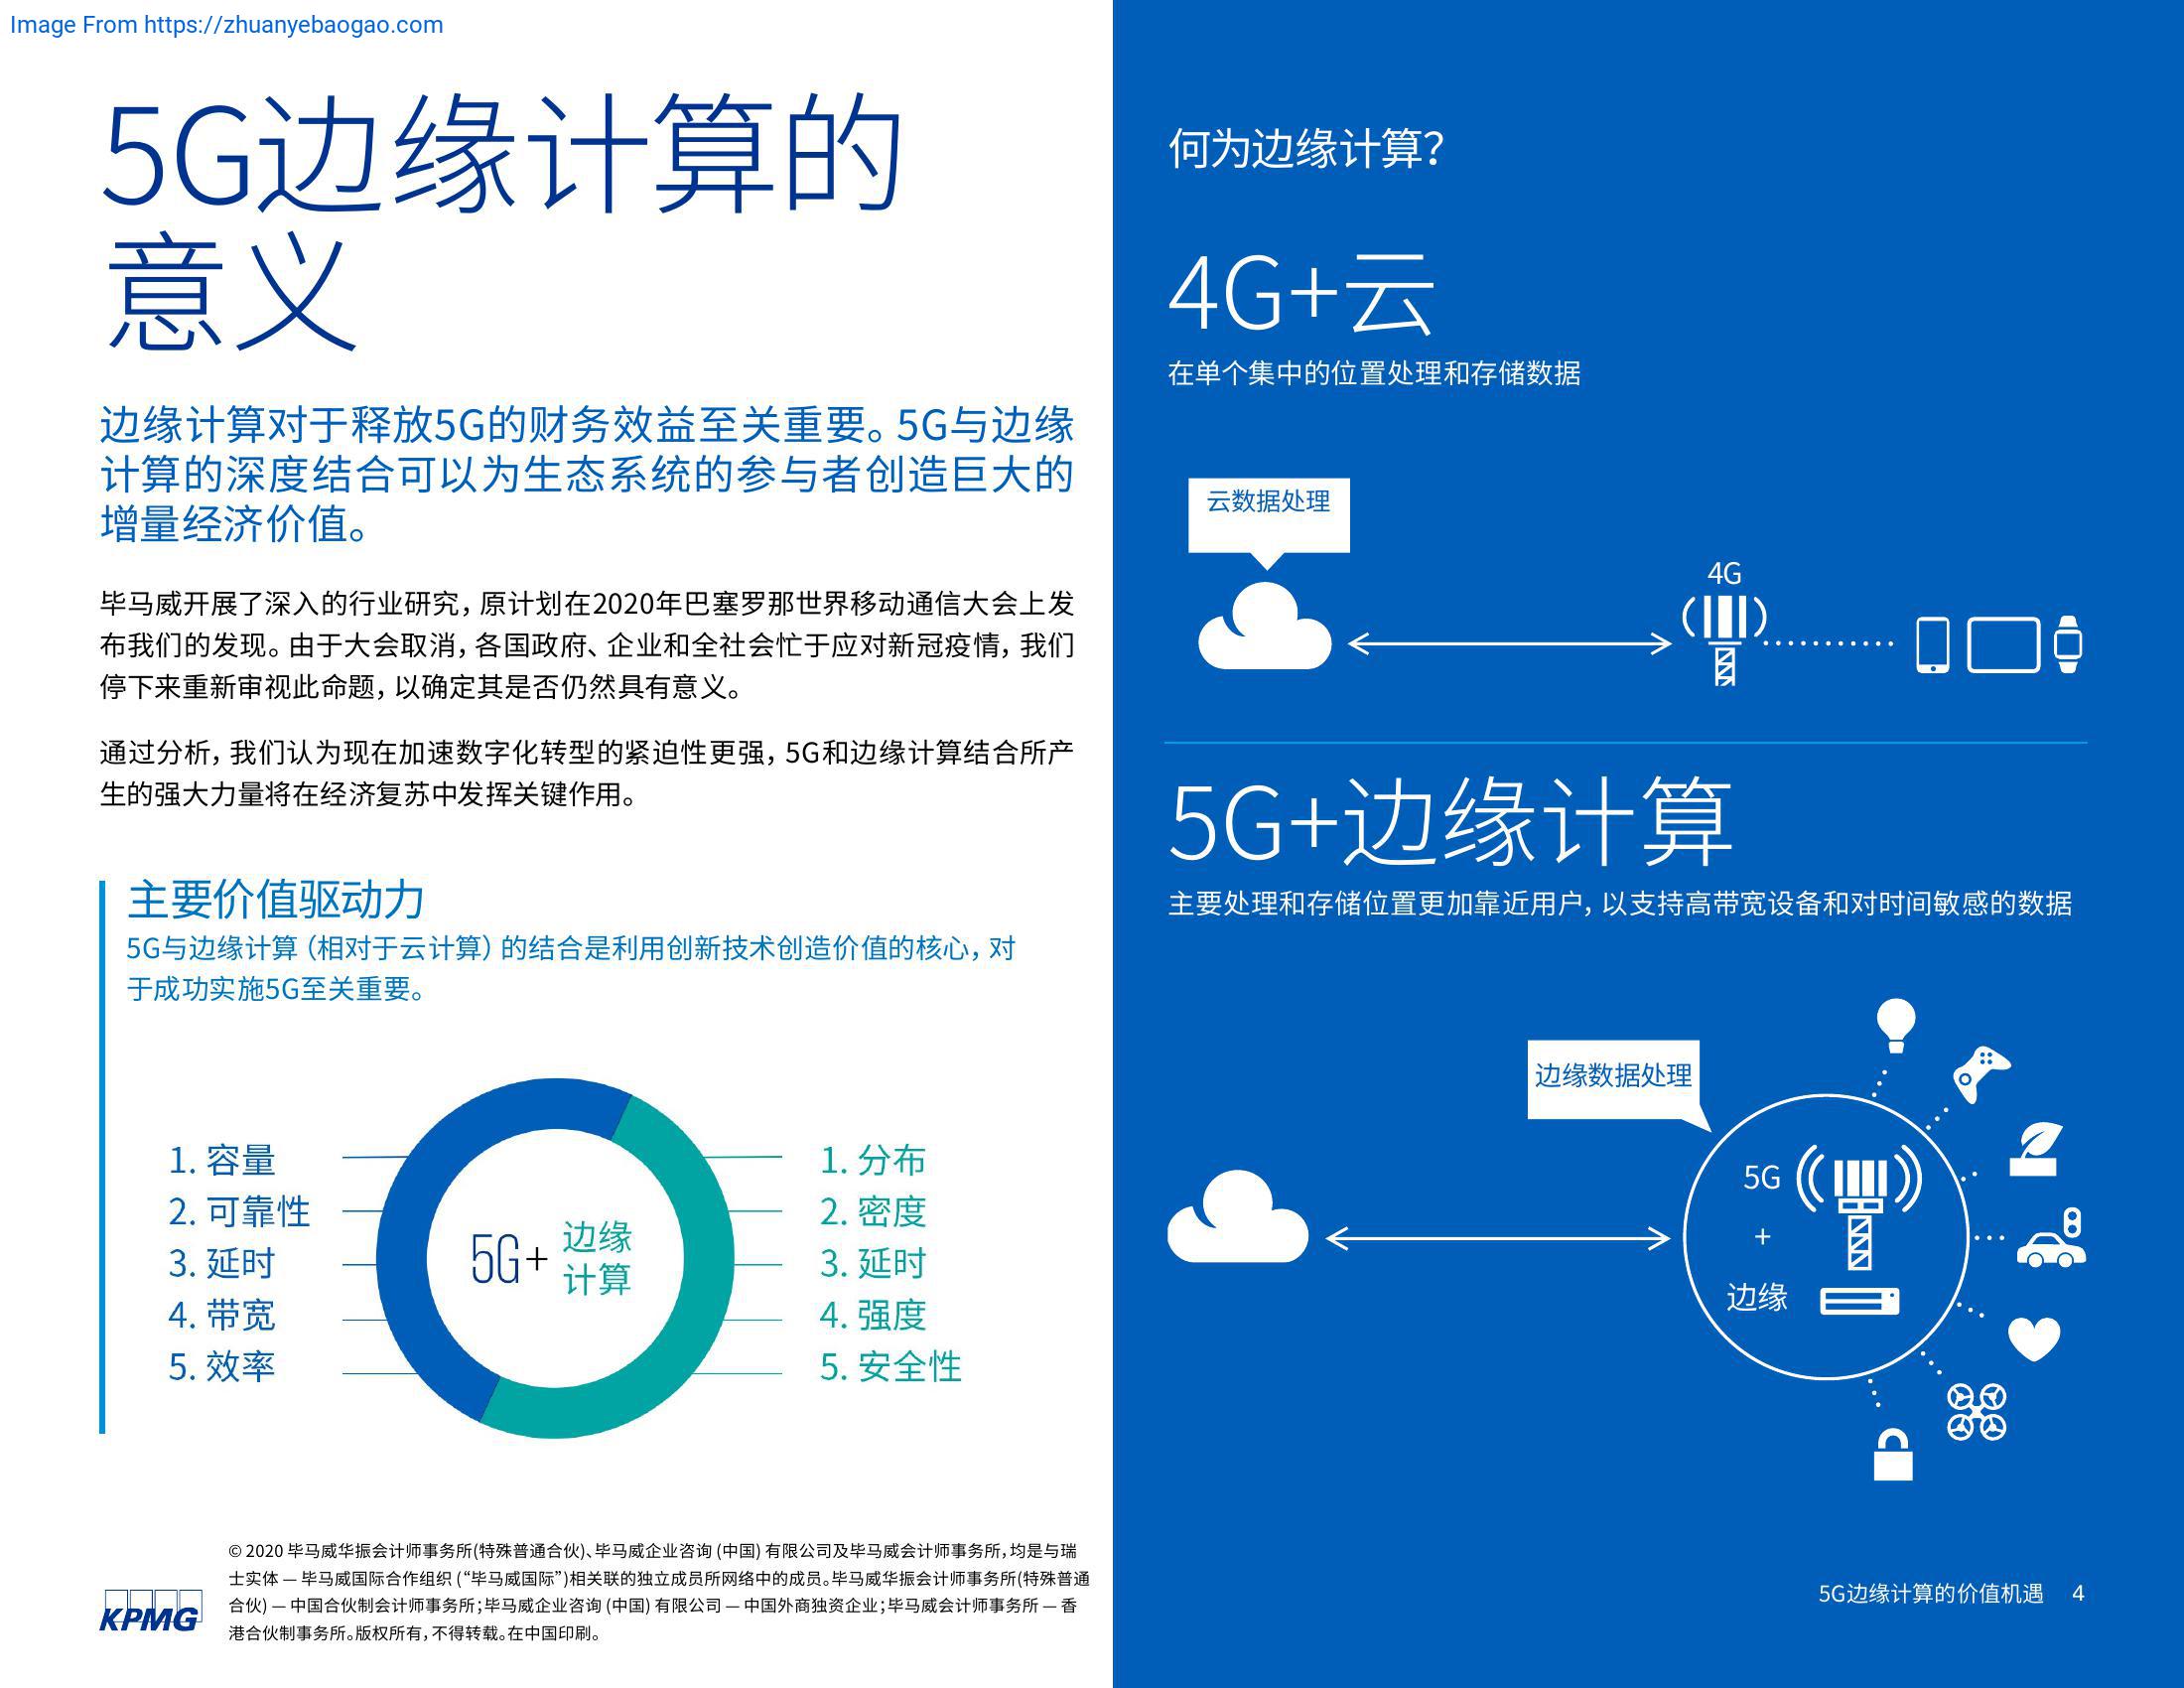 Image From https://zhuanyebaogao.com
5G边缘计算的
意义
边缘计算对于释放5G的财务效益至关重要。5G与边缘
计算的深度结合可以为生态系统的参与者创造巨大的
增量经济价值。
毕马威开展了深入的行业研究，原计划在2020年巴塞罗那世界移动通信大会上发
布我们的发现。由于大会取消，各国政府、企业和全社会忙于应对新冠疫情，我们
停下来重新审视此命题，以确定其是否仍然具有意义。
通过分析，我们认为现在加速数字化转型的紧迫性更强，5G和边缘计算结合所产
生的强大力量将在经济复苏中发挥关键作用。
主要价值驱动力
5G与边缘计算（相对于云计算）的结合是利用创新技术创造价值的核心，对
于成功实施5G至关重要。
1. 容量
2. 可靠性
3. 延时
4. 带宽
5. 效率
5G+
边缘
计算
1. 分布
2. 密度
3. 延时
4. 强度
5. 安全性
KPMG
© 2020 毕马威华振会计师事务所(特殊普通合伙)、毕马威企业咨询 (中国) 有限公司及毕马威会计师事务所，均是与瑞
士实体 — 毕马威国际合作组织 (“毕马威国际”)相关联的独立成员所网络中的成员。毕马威华振会计师事务所(特殊普通
合伙) — 中国合伙制会计师事务所；毕马威企业咨询 (中国) 有限公司 — 中国外商独资企业；毕马威会计师事务所 — 香
港合伙制事务所。版权所有，不得转载。在中国印刷。
何为边缘计算？
4G+云
在单个集中的位置处理和存储数据
云数据处理
4G
5G+边缘计算
主要处理和存储位置更加靠近用户，以支持高带宽设备和对时间敏感的数据
边缘数据处理
5G
+
边缘
5G边缘计算的价值机遇 4